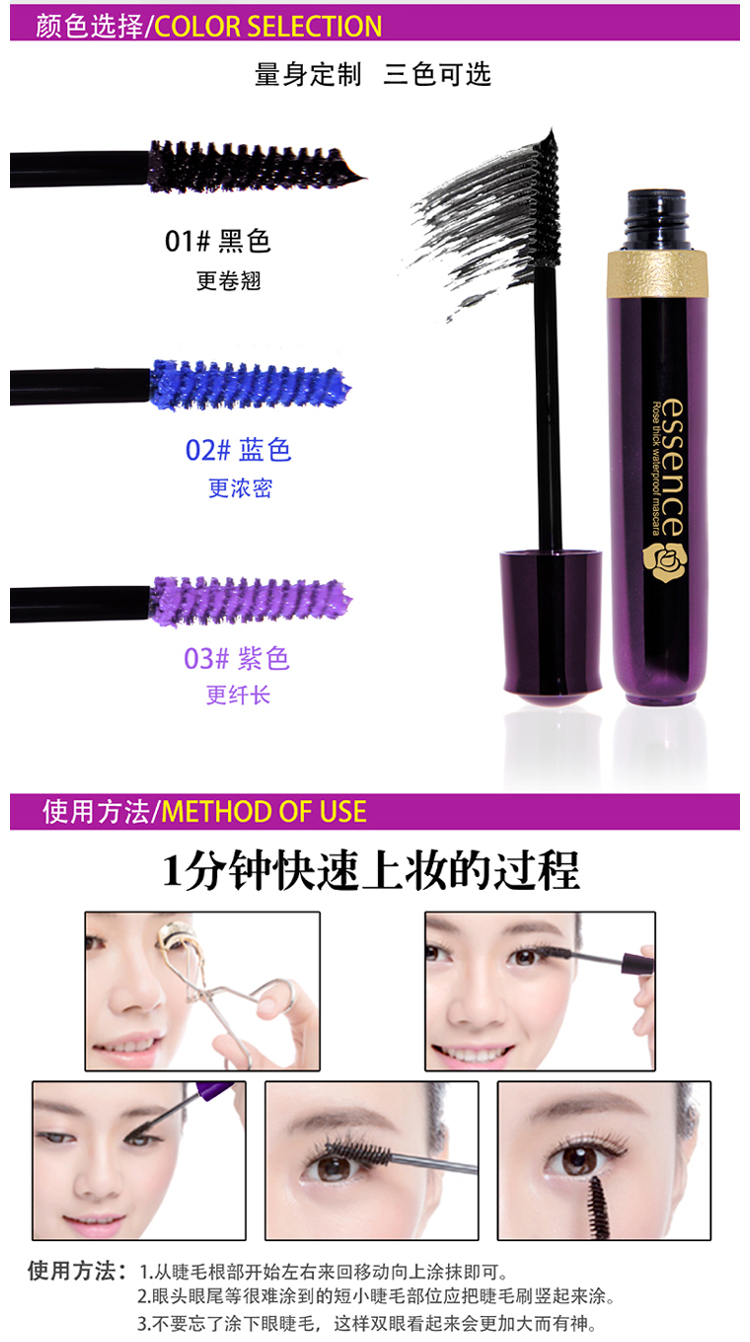 颜色选择/COLOR SELECTION
量身定制 三色可选
01# 黑色
更卷翘
02# 蓝色
更浓密
03# 紫色
更纤长
essence
Rose thick waterproof mascara
使用方法/METHOD OF USE
1分钟快速上妆的过程
使用方法：1.从睫毛根部开始左右来回移动向上涂抹即可。
2.眼头眼尾等很难涂到的短小睫毛部位应把睫毛刷竖起来涂。
3.不要忘了涂下眼睫毛，这样双眼看起来会更加大而有神。